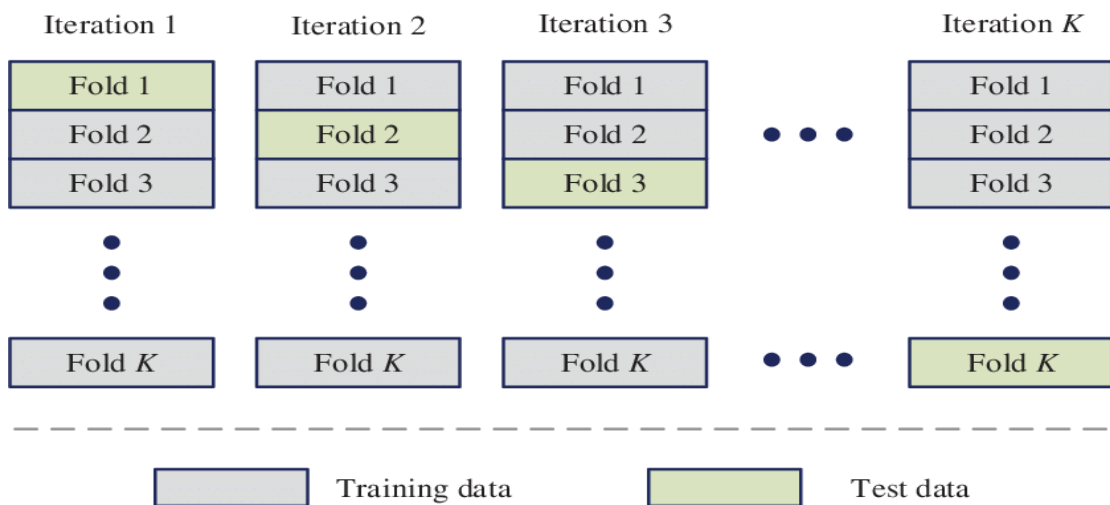 Iteration 1 Iteration 2 Iteration 3 Iteration K
Fold 1 Fold 1 Fold 1 Fold 1
Fold 2 Fold 2 Fold 2 Fold 2
Fold 3 Fold 3 Fold 3 Fold 3
Fold K Fold K Fold K Fold K
Training data Test data